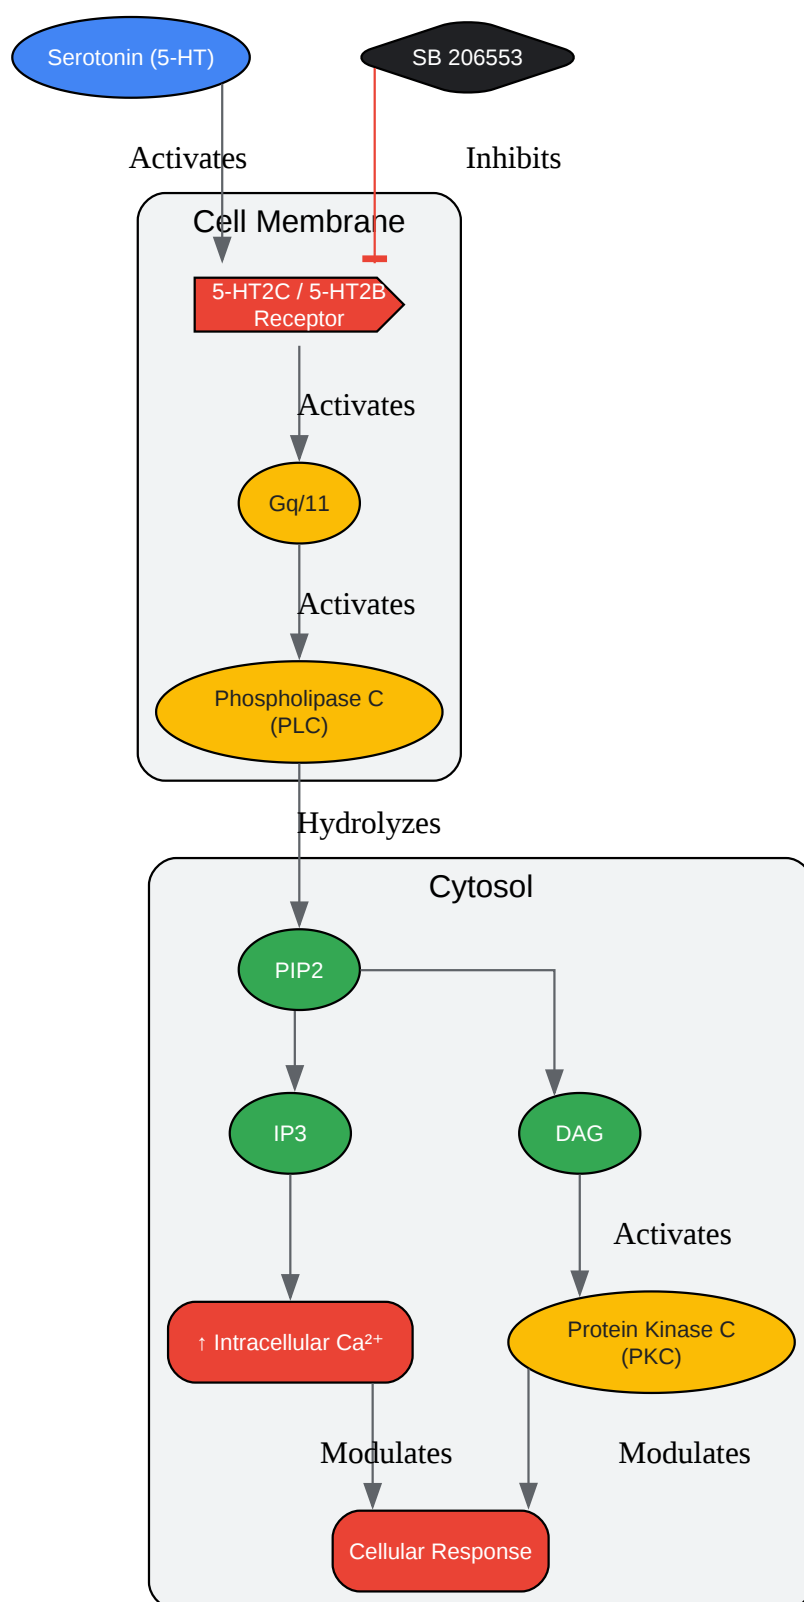 Serotonin (5-HT)
SB 206553
Activates
Inhibits
Cell Membrane
5-HT2C / 5-HT2B
Receptor
Activates
Gq/11
Activates
Phospholipase C
(PLC)
Hydrolyzes
Cytosol
PIP2
IP3
DAG
Activates
↑ Intracellular Ca²⁺
Protein Kinase C
(PKC)
Modulates
Modulates
Cellular Response